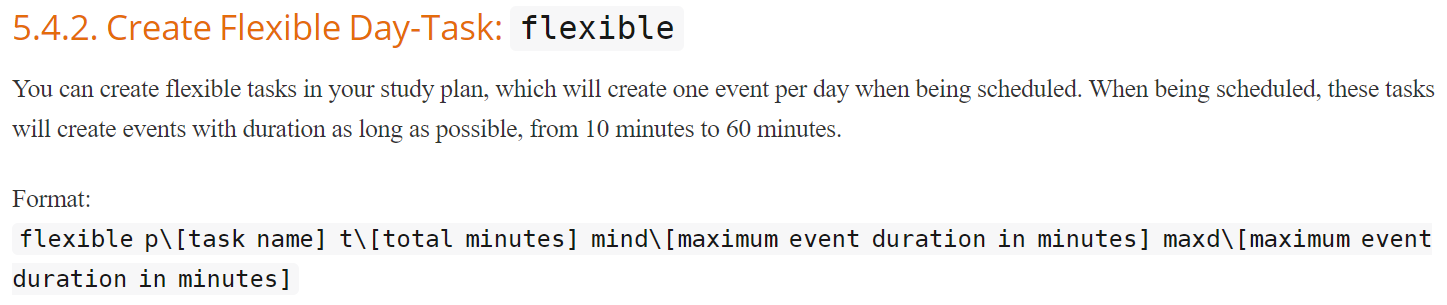 5.4.2. Create Flexible Day-Task: flexible
You can create flexible tasks in your study plan, which will create one event per day when being scheduled. When being scheduled, these tasks
will create events with duration as long as possible, from 10 minutes to 60 minutes.
Format:
flexible p\[task name] t\[total minutes] mind\[maximum event duration in minutes] maxd\[maximum event
duration in minutes]